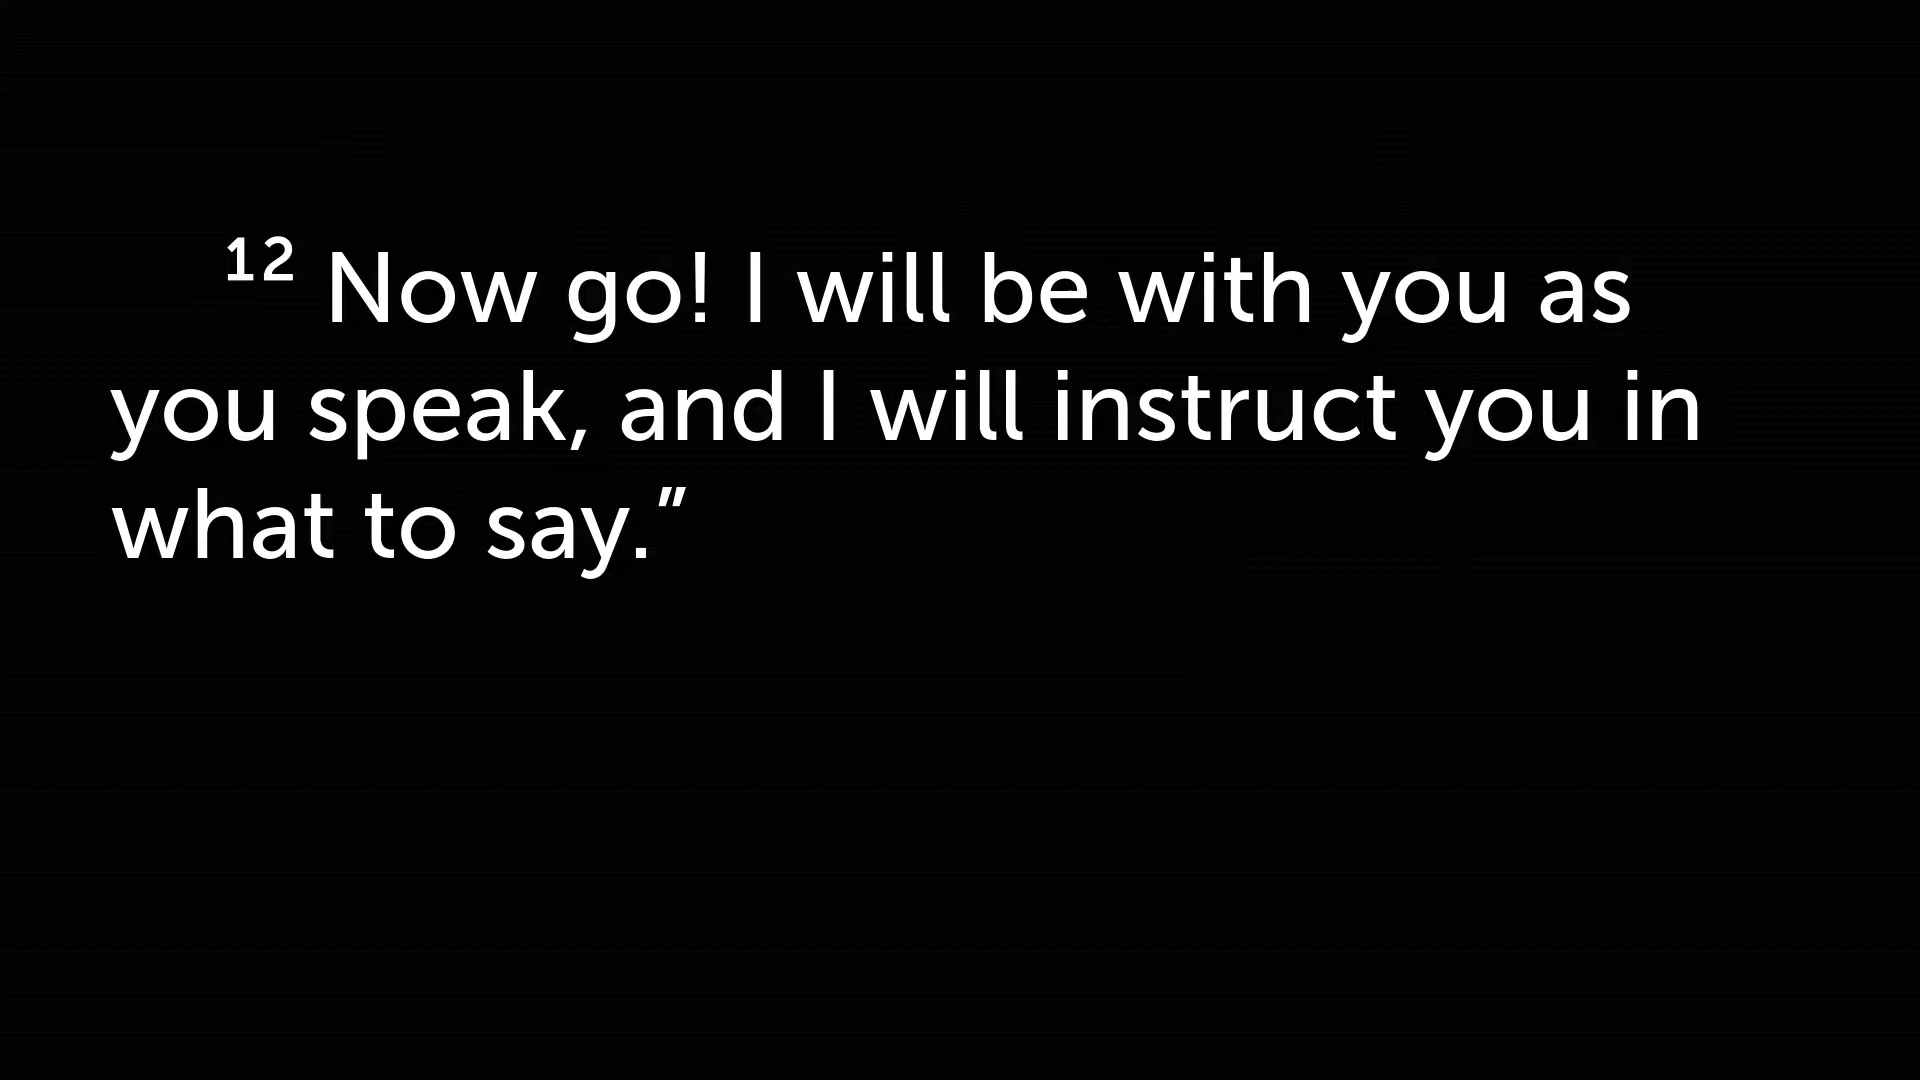 ¹² Now go! I will be with you as
you speak, and I will instruct you in
what to say.”